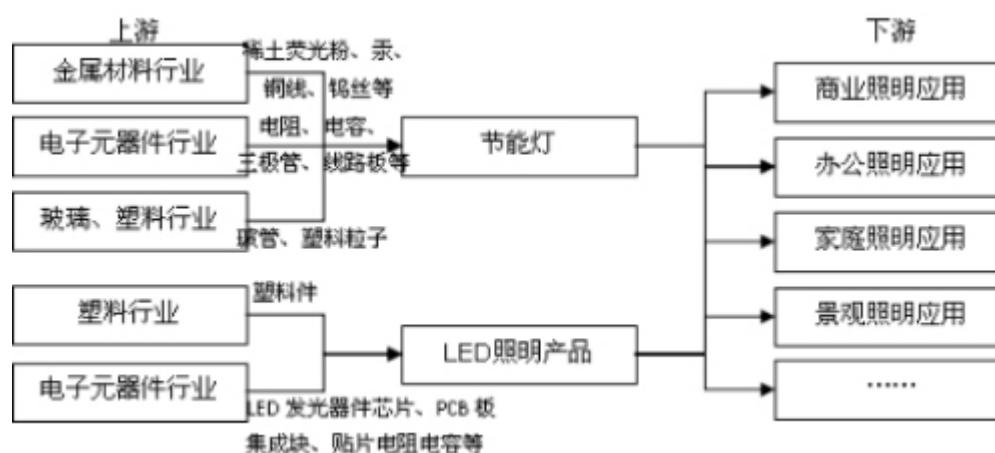 上游
下游
金属材料行业
稀土荧光粉、汞、
铜线、钨丝等
电子元器件行业
电阻、电容、
三极管、线路板等
玻璃、塑料行业
玻管、塑料粒子
节能灯
塑料行业
塑料件
电子元器件行业
LED 发光器件芯片、PCB 板
集成块、贴片电阻电容等
LED照明产品
商业照明应用
办公照明应用
家庭照明应用
景观照明应用
……